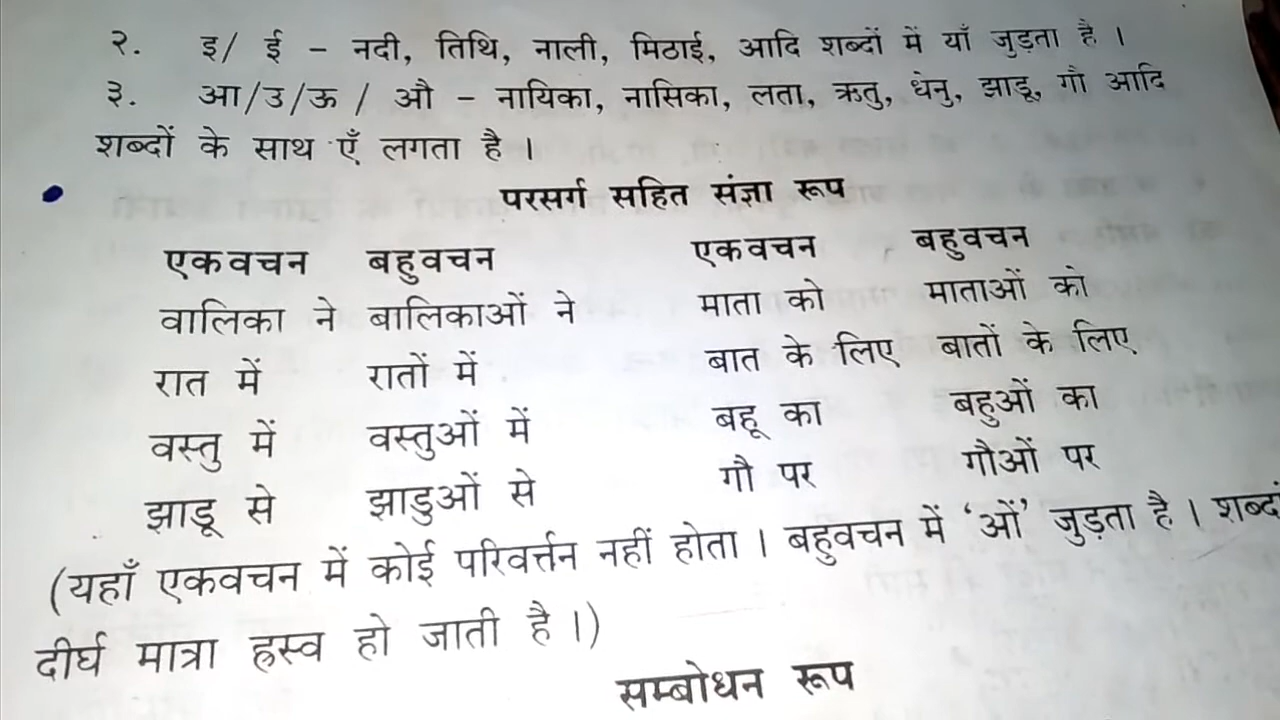 २. इ/ ई – नदी, तिथि, नाली, मिठाई, आदि शब्दों में याँ जुड़ता है ।
३. आ/उ/ऊ / औ – नायिका, नासिका, लता, ऋतु, धेनु, झाडू, गौ आदि
शब्दों के साथ एँ लगता है ।
परसर्ग सहित संज्ञा रूप
एकवचन बहुवचन एकवचन बहुवचन
वालिका ने बालिकाओं ने माता को माताओं को
रात में रातों में बात के लिए बातों के लिए
वस्तु में वस्तुओं में बहू का बहुओं का
झाडू से झाडुओं से गौ पर गौओं पर
(यहाँ एकवचन में कोई परिवर्त्तन नहीं होता । बहुवचन में ‘ओं’ जुड़ता है ।
दीर्घ मात्रा ह्रस्व हो जाती है ।)
सम्बोधन रूप